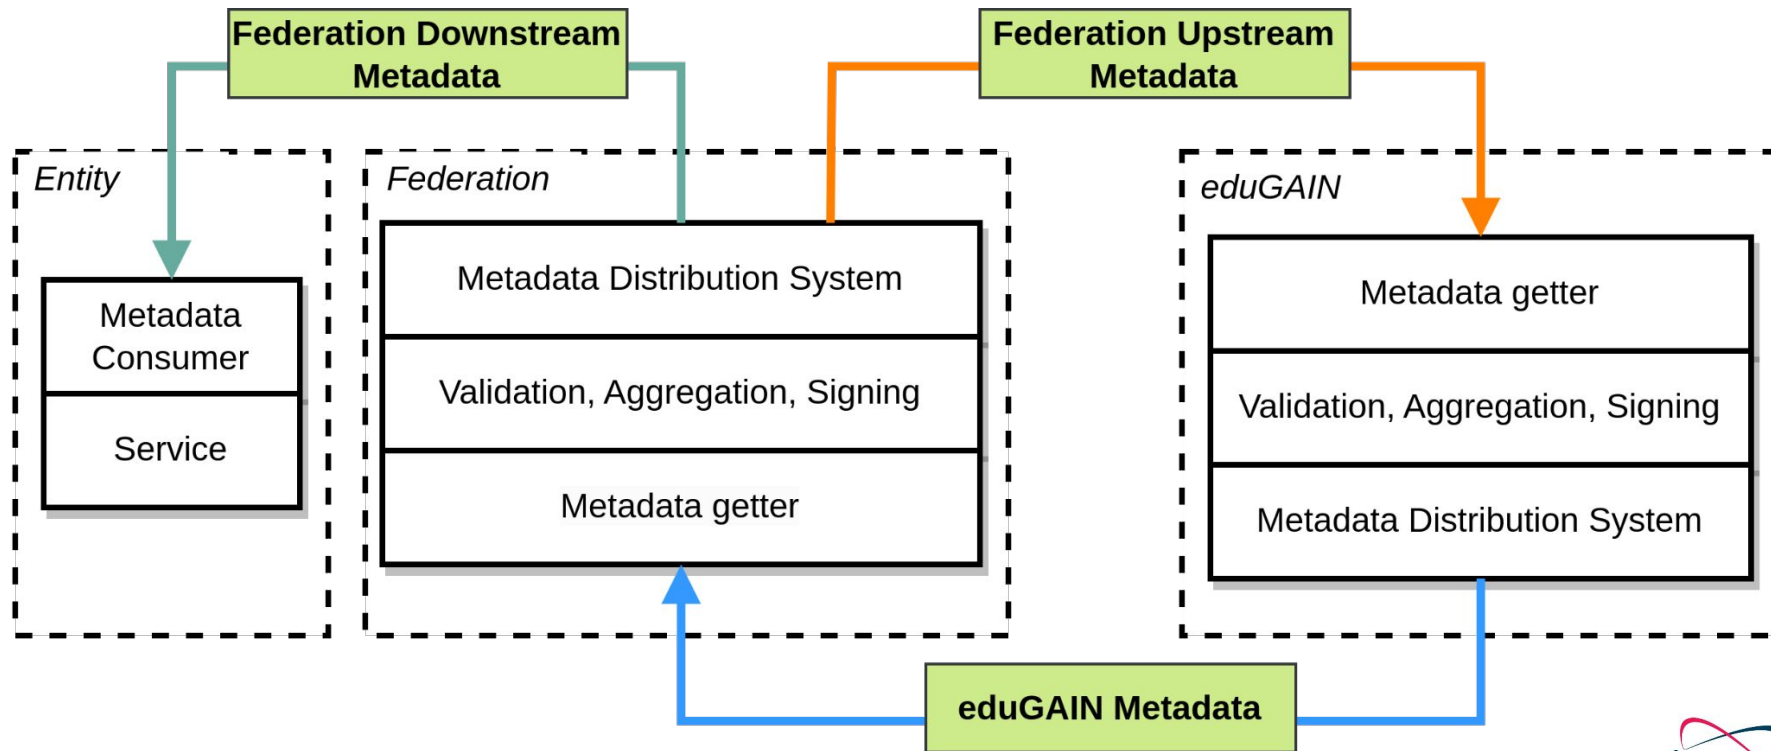 Federation Downstream
Metadata
Federation Upstream
Metadata
Entity
Metadata
Consumer
Service
Federation
Metadata Distribution System
Validation, Aggregation, Signing
Metadata getter
eduGAIN
Metadata getter
Validation, Aggregation, Signing
Metadata Distribution System
eduGAIN Metadata